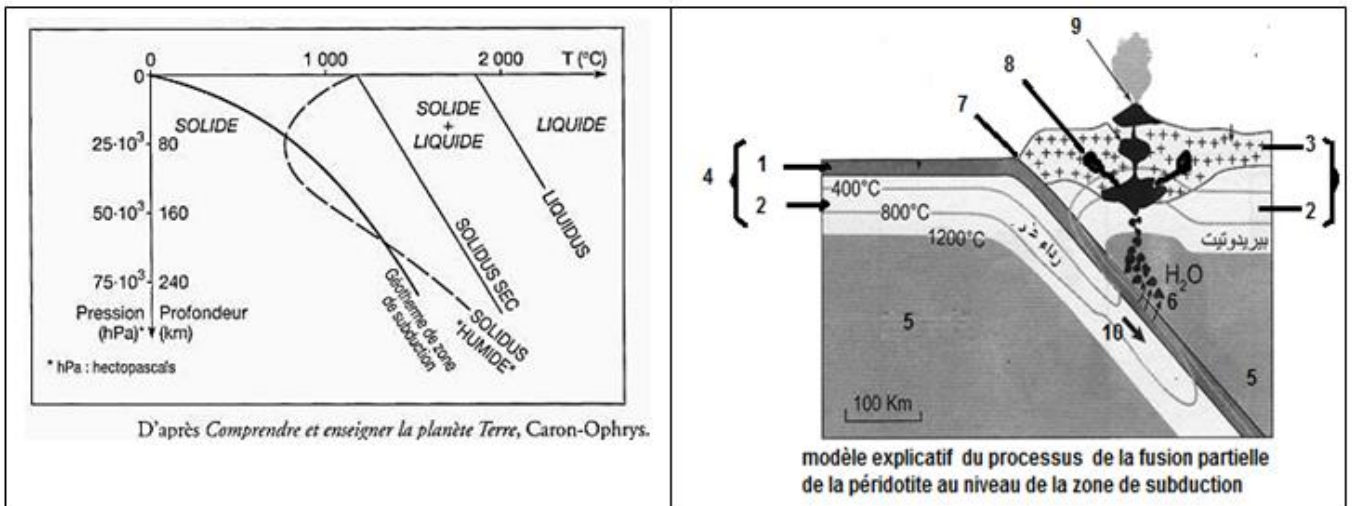 0
1 000
2 000
T (°C)
0
SOLIDE
SOLIDE
+
LIQUIDE
LIQUIDE
25·10³
80
50·10³
160
75·10³
240
Pression
(hPa)*
Profondeur
(km)
LIQUIDUS
SOLIDUS SEC
SOLIDUS
"HUMIDE"
Géotherme de zone
de subduction
* hPa : hectopascals
D'après Comprendre et enseigner la planète Terre, Caron-Ophrys.
9
8
7
3
1
4
2
2
400°C
800°C
1200°C
بيريدوتيت
H₂O
6
10
5
5
100 Km
modèle explicatif du processus de la fusion partielle
de la péridotite au niveau de la zone de subduction